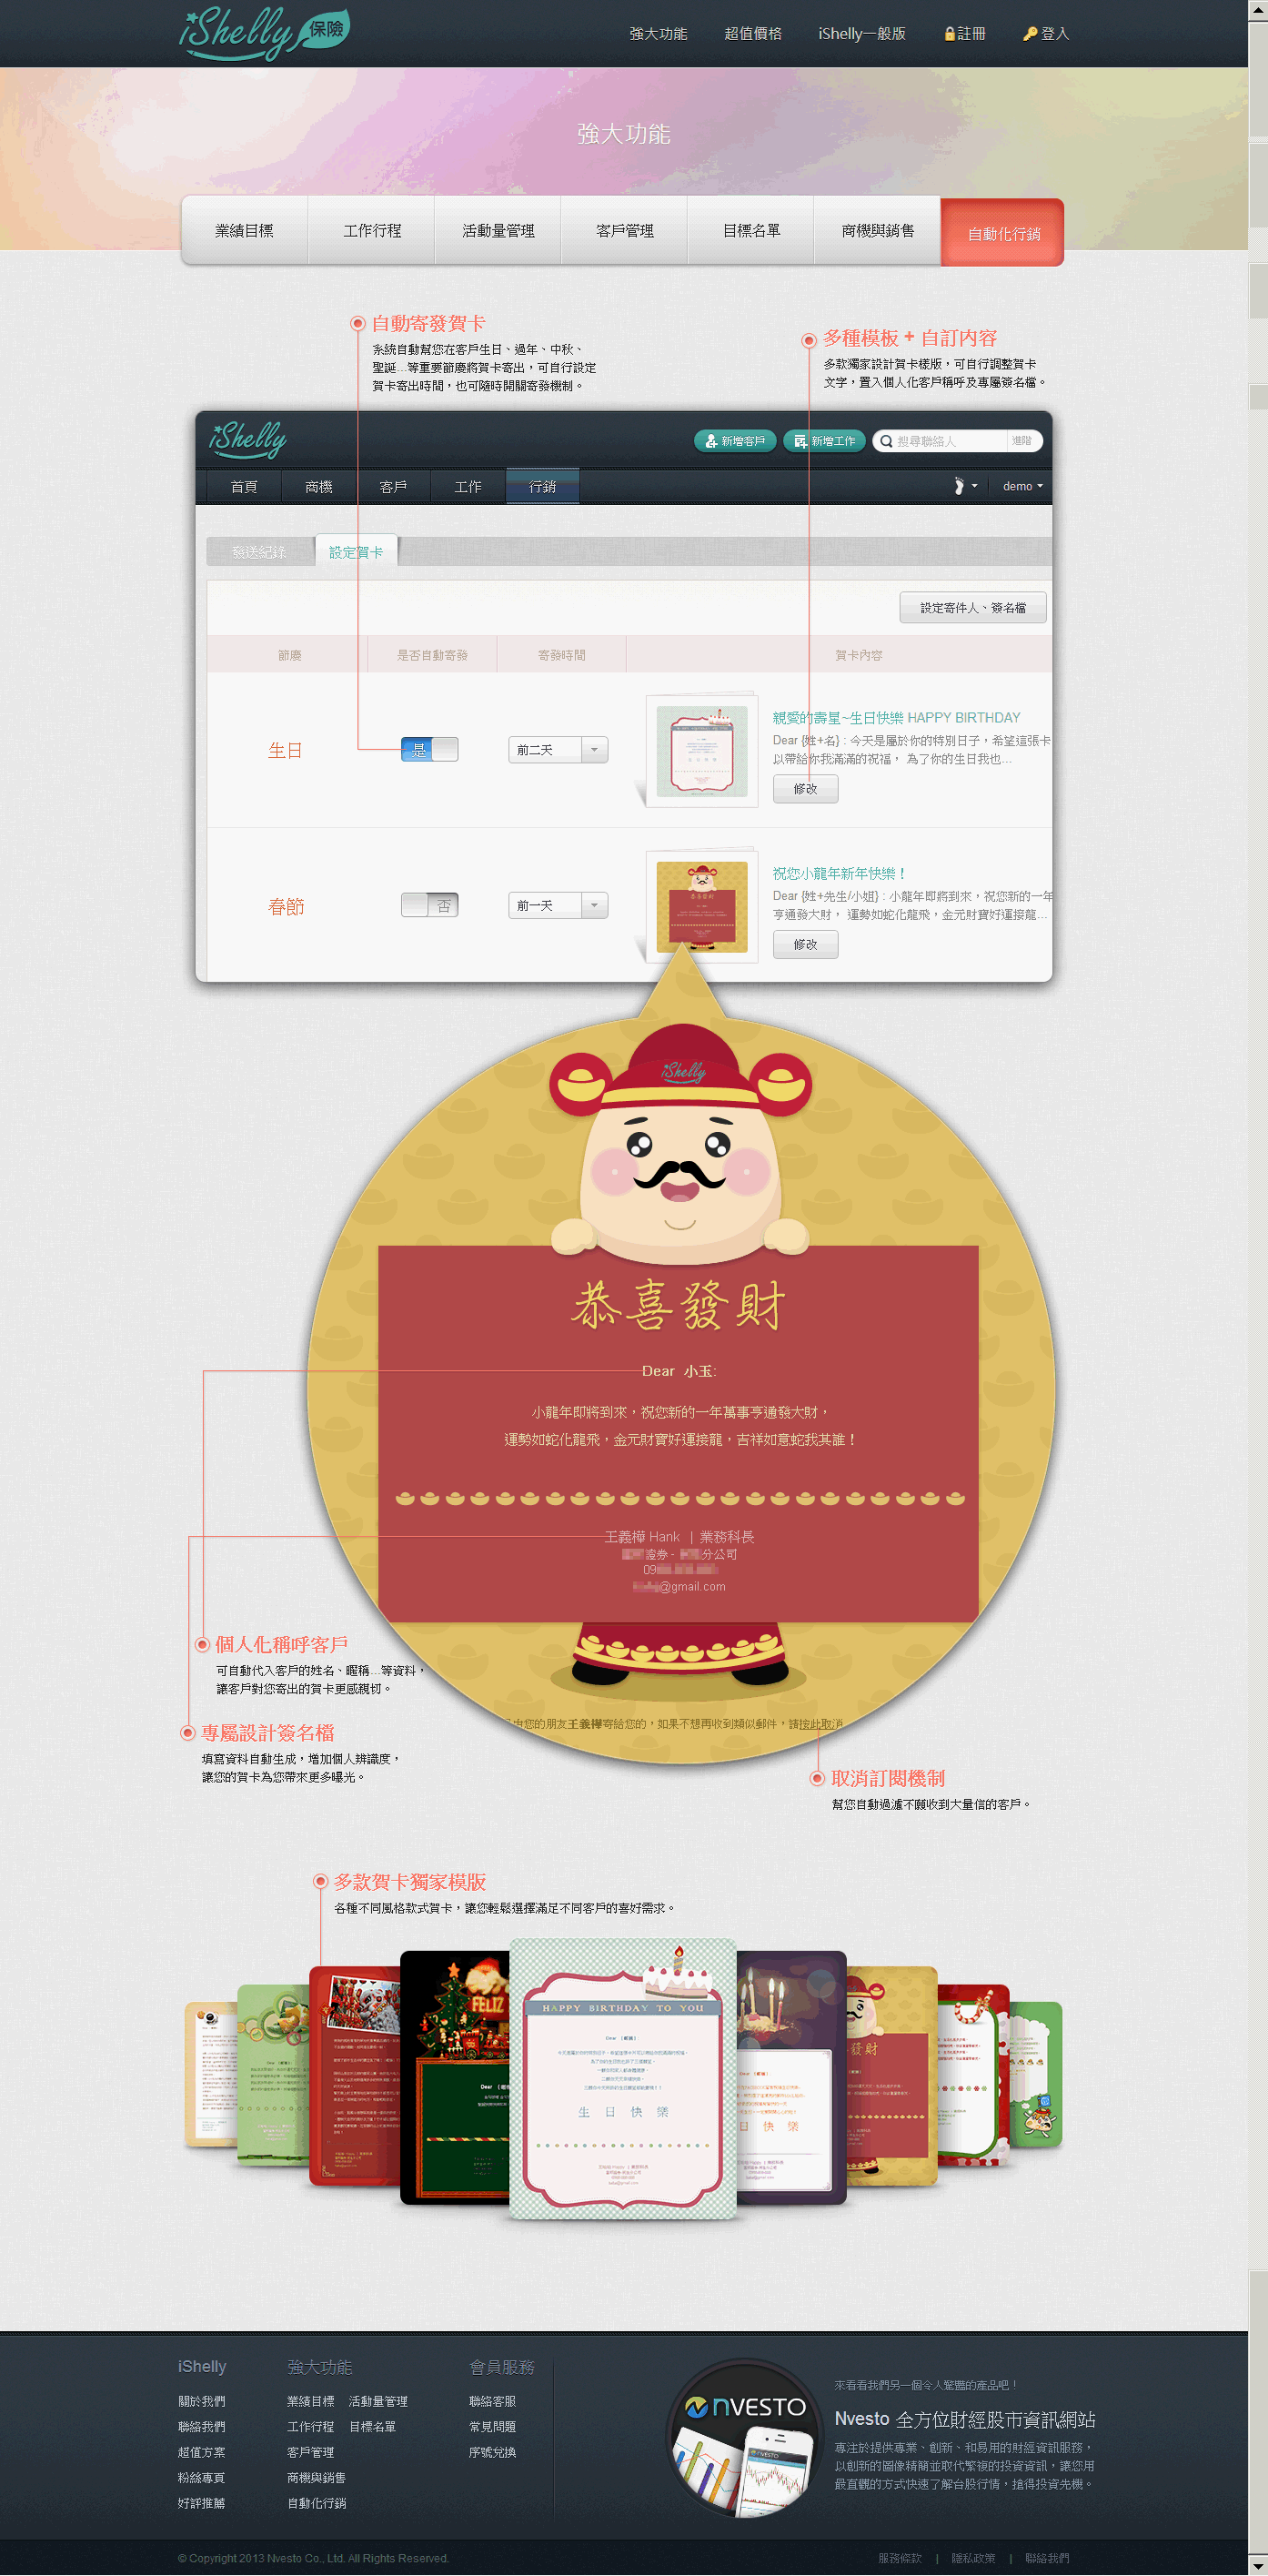 iShelly 保險
強大功能 超值價格 iShelly一般版 註冊 登入
強大功能
業績目標 工作行程 活動量管理 客戶管理 目標名單 商機與銷售 自動化行銷
自動寄發賀卡
系統自動幫您在客戶生日、過年、中秋、
聖誕...等重要節慶將賀卡寄出，可自行設定
賀卡寄出時間，也可隨時開關寄發機制。
多種模板 + 自訂內容
多款獨家設計賀卡樣版，可自行調整賀卡
文字，置入個人化客戶稱呼及專屬簽名檔。
iShelly
新增客戶 新增工作 搜尋聯絡人 進階
首頁 商機 客戶 工作 行銷 demo
發送紀錄 設定賀卡
設定寄件人、簽名檔
節慶 是否自動寄發 寄發時間 賀卡內容
生日 是 前二天
親愛的壽星~生日快樂 HAPPY BIRTHDAY
Dear {姓+名} : 今天是屬於你的特別日子，希望這張卡
以帶給你我滿滿的祝福， 為了你的生日我也...
修改
春節 否 前一天
祝您小龍年新年快樂！
Dear {姓+先生/小姐} : 小龍年即將到來，祝您新的一年
亨通發大財， 運勢如蛇化龍飛，金元財寶好運接龍...
修改
iShelly
恭喜發財
Dear 小玉:
小龍年即將到來，祝您新的一年萬事亨通發大財，
運勢如蛇化龍飛，金元財寶好運接龍，吉祥如意蛇我其誰！
王義樺 Hank | 業務科長
證券 - 分公司
09
@gmail.com
由您的朋友王義樺寄給您的，如果不想再收到類似郵件，請按此取消
個人化稱呼客戶
可自動代入客戶的姓名、暱稱...等資料，
讓客戶對您寄出的賀卡更感親切。
專屬設計簽名檔
填寫資料自動生成，增加個人辨識度，
讓您的賀卡為您帶來更多曝光。
取消訂閱機制
幫您自動過濾不願收到大量信的客戶。
多款賀卡獨家模版
各種不同風格款式賀卡，讓您輕鬆選擇滿足不同客戶的喜好需求。
FELIZ
HAPPY BIRTHDAY TO YOU
生 日 快 樂
日 快 樂
發財
iShelly 強大功能 會員服務
關於我們 業績目標 活動量管理 聯絡客服
聯絡我們 工作行程 目標名單 常見問題
超值方案 客戶管理 序號兌換
粉絲專頁 商機與銷售
好評推薦 自動化行銷
NVESTO
來看看我們另一個令人驚豔的產品吧！
Nvesto 全方位財經股市資訊網站
專注於提供專業、創新、和易用的財經資訊服務，
以創新的圖像精簡並取代繁複的投資資訊，讓您用
最直觀的方式快速了解台股行情，搶得投資先機。
© Copyright 2013 Nvesto Co., Ltd. All Rights Reserved.
服務條款 | 隱私政策 | 聯絡我們